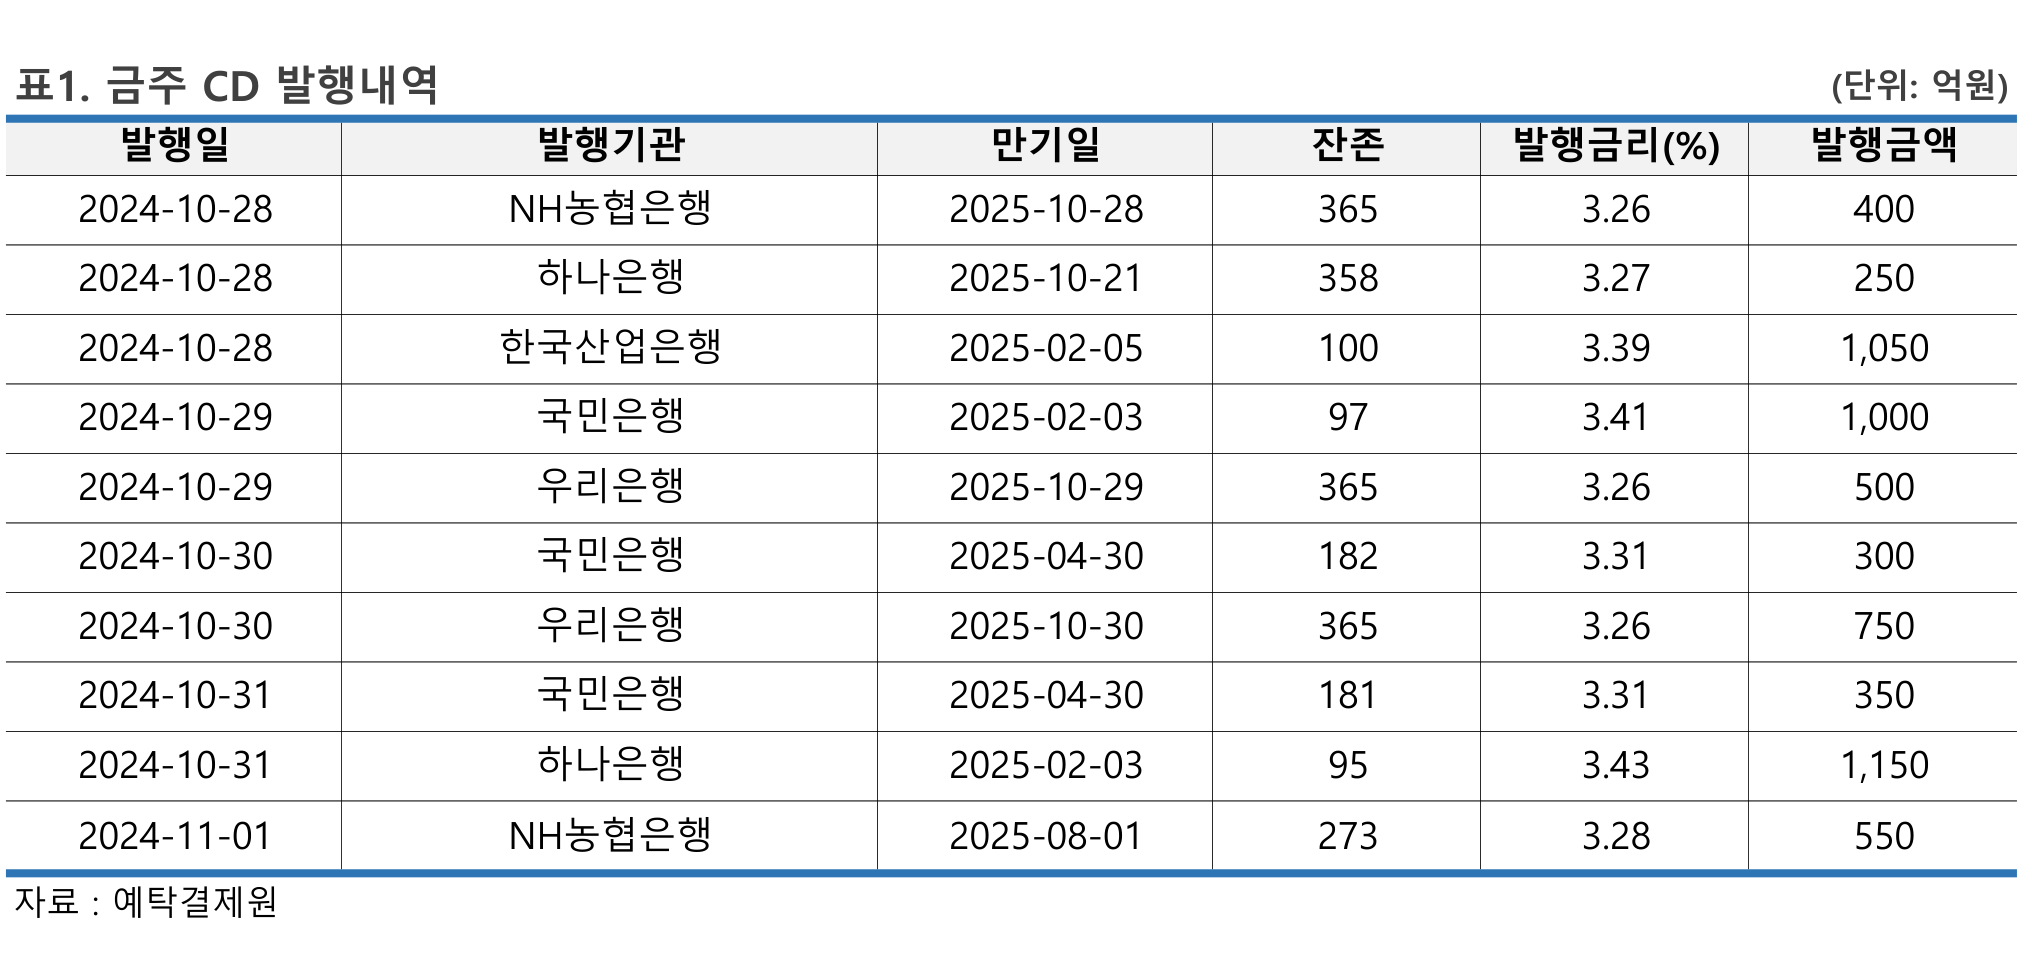 표1. 금주 CD 발행내역 (단위: 억원)
발행일 발행기관 만기일 잔존 발행금리(%) 발행금액
2024-10-28 NH농협은행 2025-10-28 365 3.26 400
2024-10-28 하나은행 2025-10-21 358 3.27 250
2024-10-28 한국산업은행 2025-02-05 100 3.39 1,050
2024-10-29 국민은행 2025-02-03 97 3.41 1,000
2024-10-29 우리은행 2025-10-29 365 3.26 500
2024-10-30 국민은행 2025-04-30 182 3.31 300
2024-10-30 우리은행 2025-10-30 365 3.26 750
2024-10-31 국민은행 2025-04-30 181 3.31 350
2024-10-31 하나은행 2025-02-03 95 3.43 1,150
2024-11-01 NH농협은행 2025-08-01 273 3.28 550
자료 : 예탁결제원